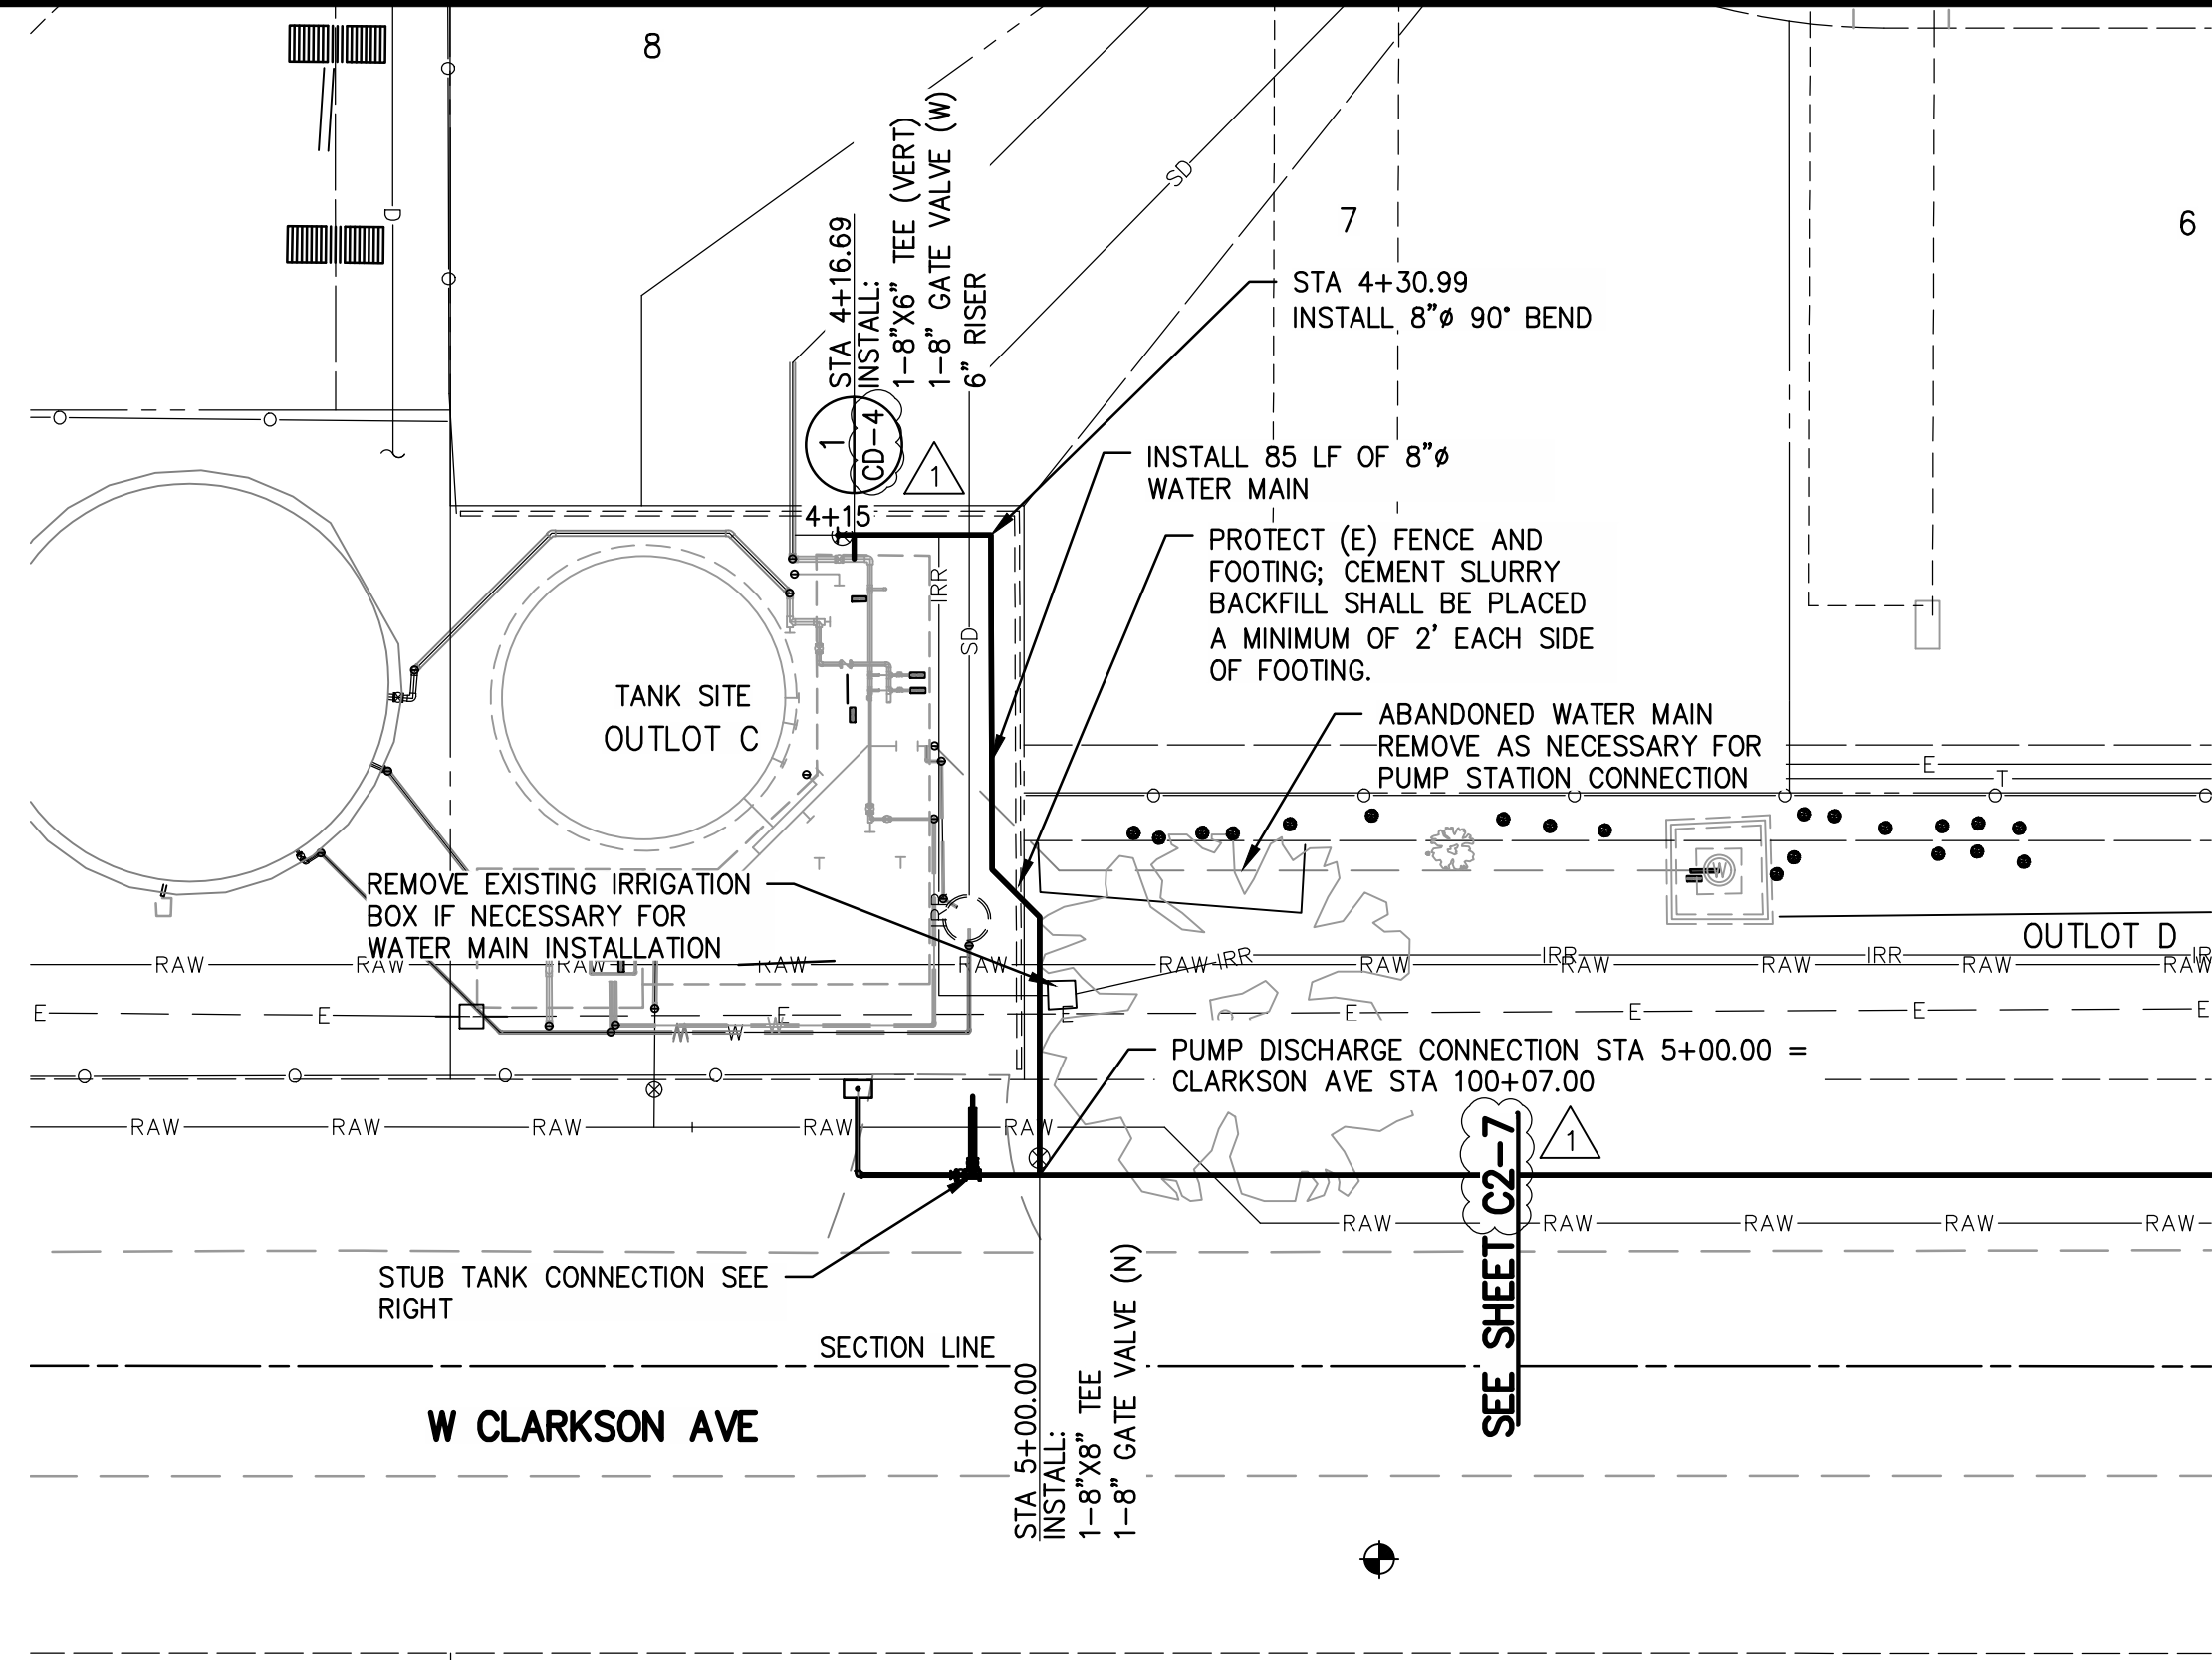 8
7
6
D
SD
STA 4+16.69
INSTALL:
1-8"X6" TEE (VERT)
1-8" GATE VALVE (W)
6" RISER
STA 4+30.99
INSTALL 8"ø 90° BEND
1
CD-4
1
4+15
INSTALL 85 LF OF 8"ø
WATER MAIN
PROTECT (E) FENCE AND
FOOTING; CEMENT SLURRY
BACKFILL SHALL BE PLACED
A MINIMUM OF 2' EACH SIDE
OF FOOTING.
IRR
SD
TANK SITE
OUTLOT C
ABANDONED WATER MAIN
REMOVE AS NECESSARY FOR
PUMP STATION CONNECTION
E
T
T T
W
REMOVE EXISTING IRRIGATION
BOX IF NECESSARY FOR
WATER MAIN INSTALLATION
OUTLOT D
IRR IRR IRR
RAW RAW RAW RAW RAW RAW RAW RAW RAW RAW RAW
E E E E E E E E
W W W
PUMP DISCHARGE CONNECTION STA 5+00.00 =
CLARKSON AVE STA 100+07.00
RAW RAW RAW RAW RAW
SEE SHEET C2-7
1
RAW RAW RAW RAW RAW
STUB TANK CONNECTION SEE
RIGHT
SECTION LINE
W CLARKSON AVE
STA 5+00.00
INSTALL:
1-8"X8" TEE
1-8" GATE VALVE (N)